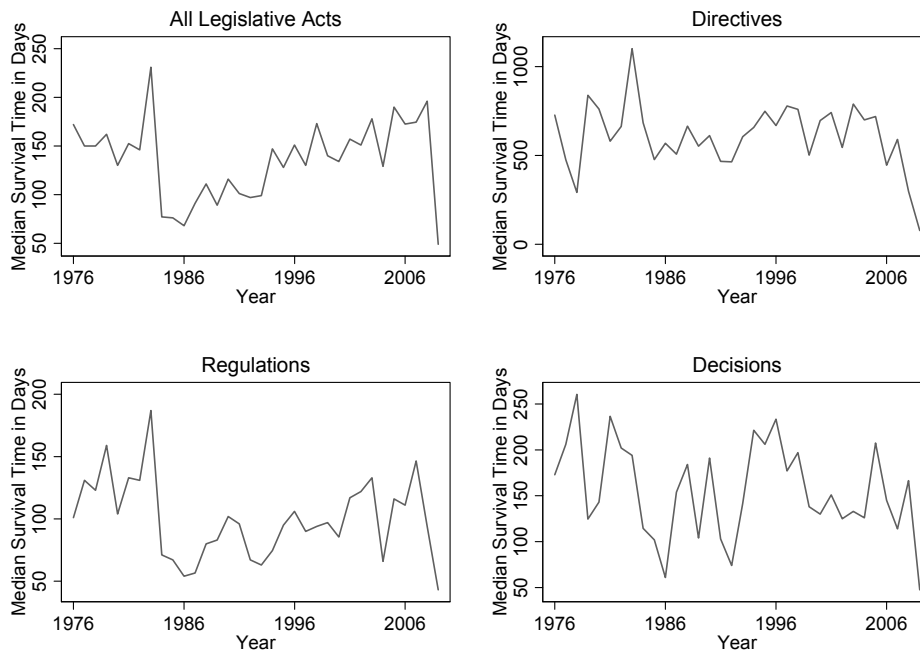 All Legislative Acts
Median Survival Time in Days
250
200
150
100
50
1976 1986 1996 2006
Year
Directives
Median Survival Time in Days
1000
500
0
1976 1986 1996 2006
Year
Regulations
Median Survival Time in Days
200
150
100
50
1976 1986 1996 2006
Year
Decisions
Median Survival Time in Days
250
200
150
100
50
1976 1986 1996 2006
Year